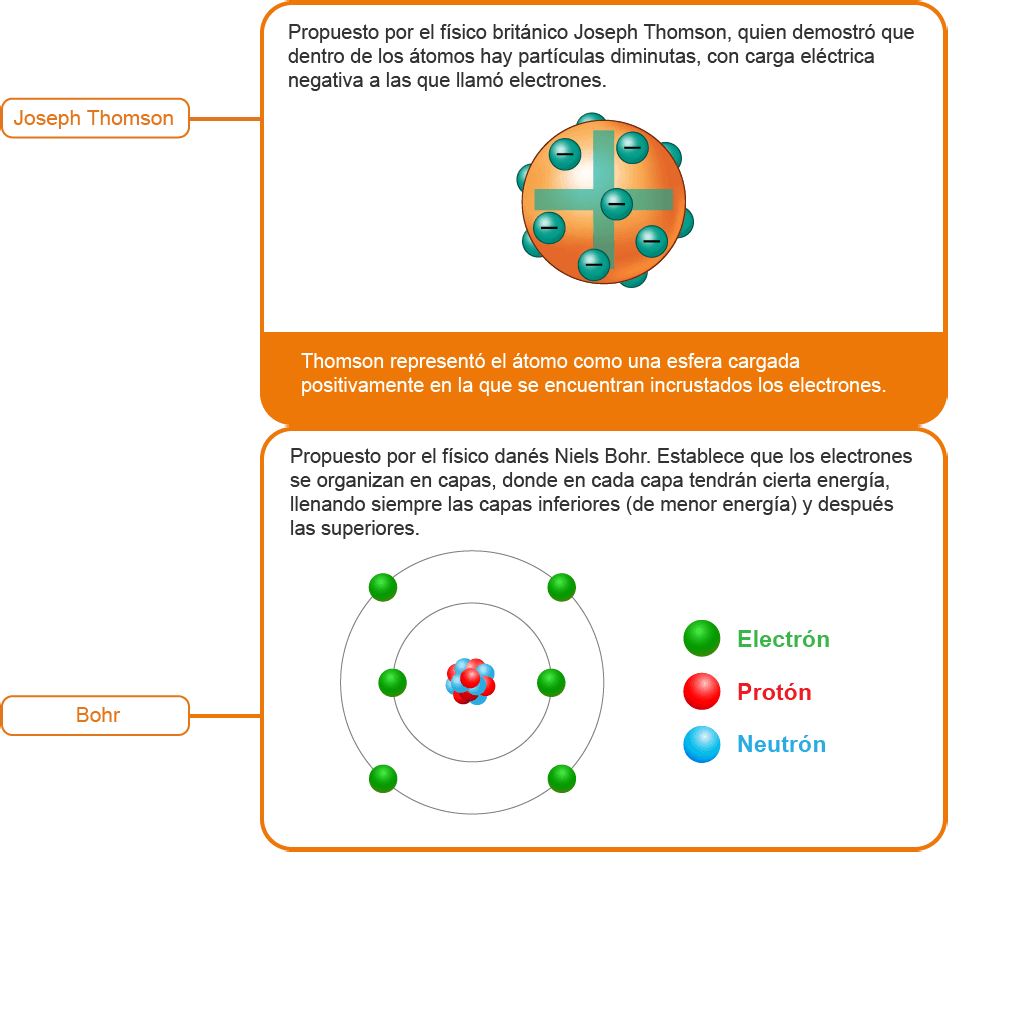 Propuesto por el físico británico Joseph Thomson, quien demostró que
dentro de los átomos hay partículas diminutas, con carga eléctrica
negativa a las que llamó electrones.
Joseph Thomson
Thomson representó el átomo como una esfera cargada
positivamente en la que se encuentran incrustados los electrones.
Propuesto por el físico danés Niels Bohr. Establece que los electrones
se organizan en capas, donde en cada capa tendrán cierta energía,
llenando siempre las capas inferiores (de menor energía) y después
las superiores.
Electrón
Protón
Bohr
Neutrón